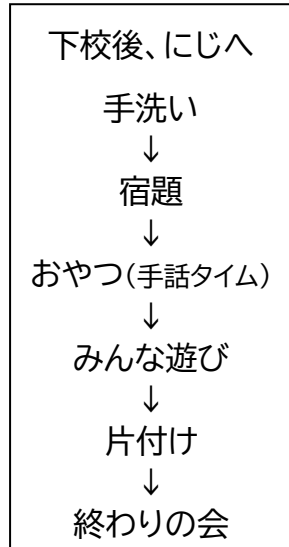 下校後、にじへ
手洗い
↓
宿題
↓
おやつ(手話タイム)
↓
みんな遊び
↓
片付け
↓
終わりの会